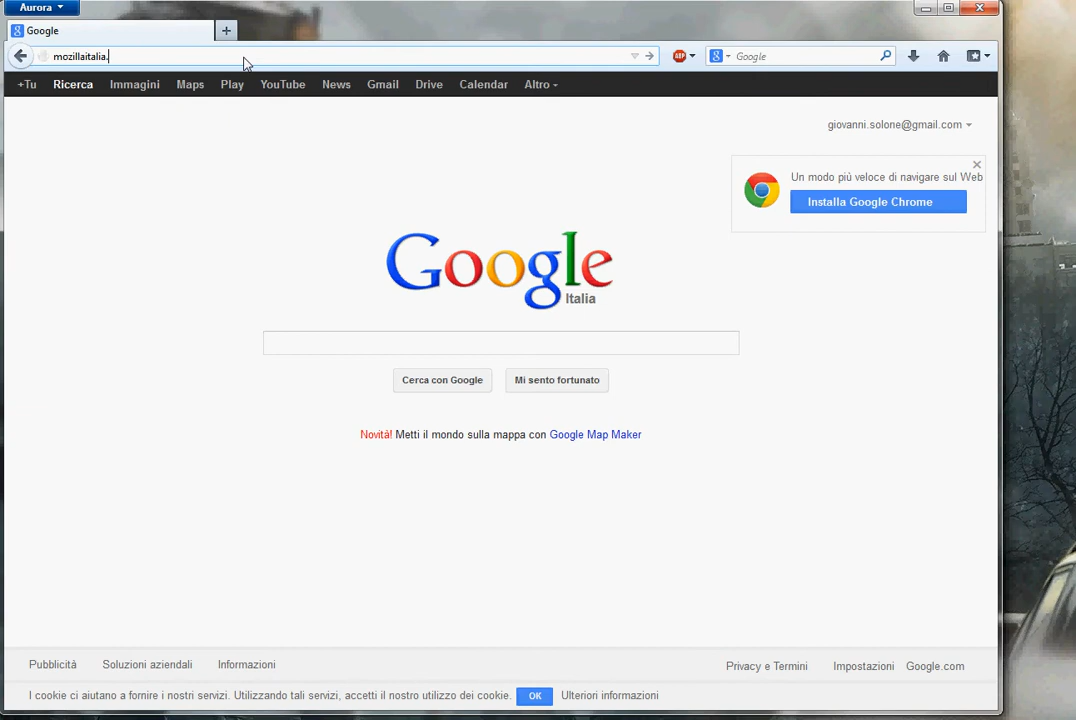 Aurora
Google
mozillaitalia.
ABP
Google
+Tu Ricerca Immagini Maps Play YouTube News Gmail Drive Calendar Altro
giovanni.solone@gmail.com
Un modo più veloce di navigare sul Web
Installa Google Chrome
Google
Italia
Cerca con Google Mi sento fortunato
Novità! Metti il mondo sulla mappa con Google Map Maker
Pubblicità Soluzioni aziendali Informazioni Privacy e Termini Impostazioni Google.com
I cookie ci aiutano a fornire i nostri servizi. Utilizzando tali servizi, accetti il nostro utilizzo dei cookie. OK Ulteriori informazioni